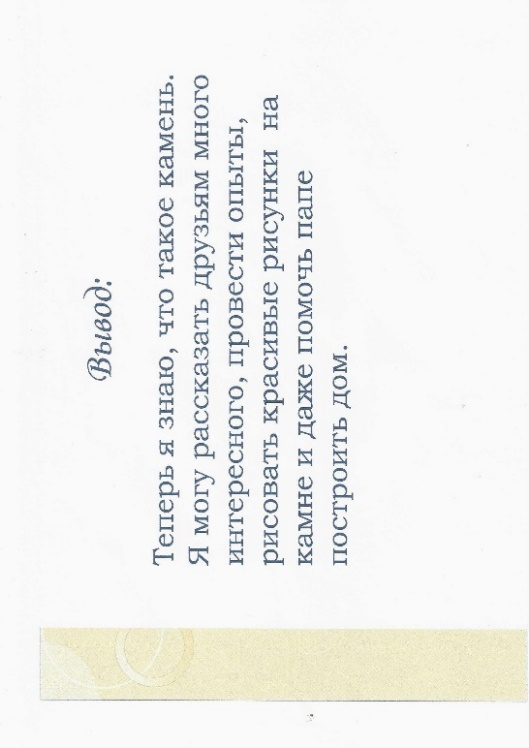 Вывод:
Теперь я знаю, что такое камень.
Я могу рассказать друзьям много
интересного, провести опыты,
рисовать красивые рисунки на
камне и даже помочь папе
построить дом.